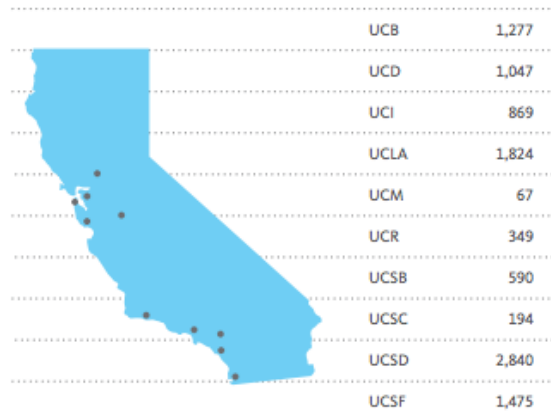 UCB 1,277
UCD 1,047
UCI 869
UCLA 1,824
UCM 67
UCR 349
UCSB 590
UCSC 194
UCSD 2,840
UCSF 1,475